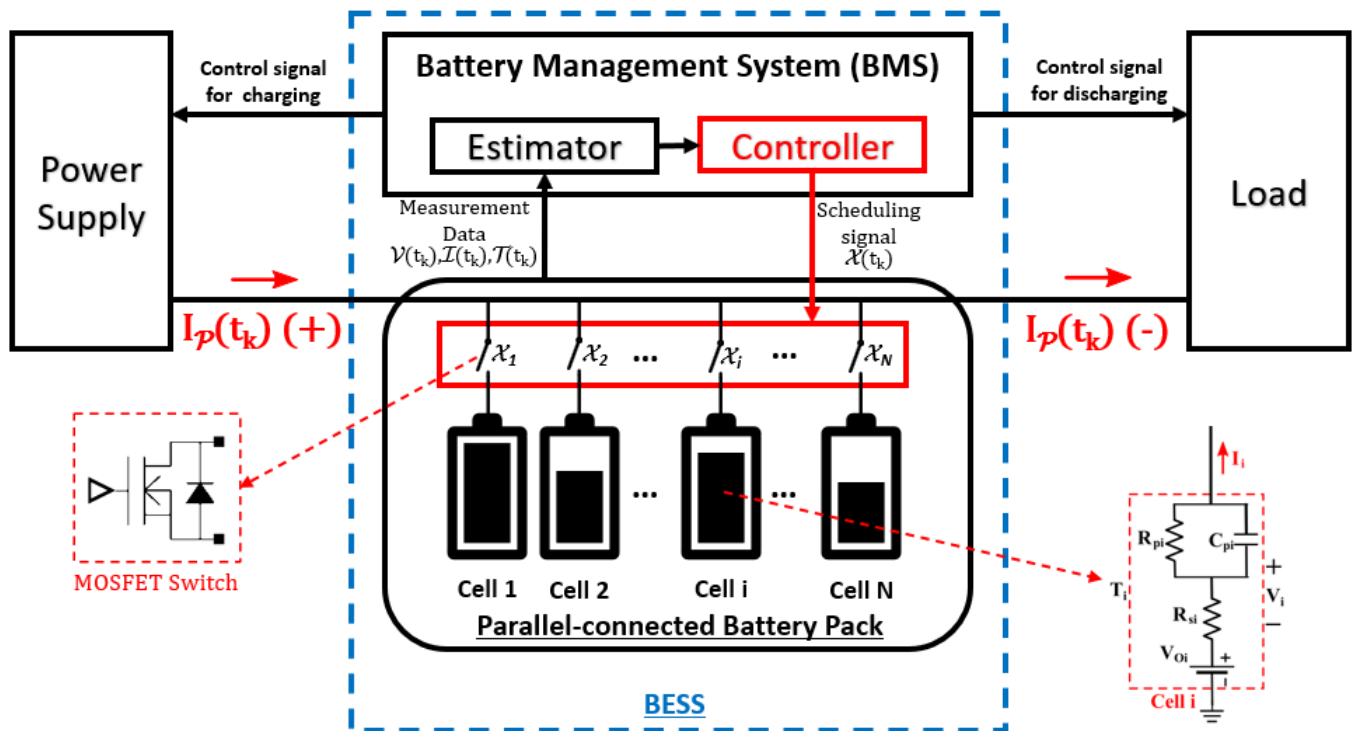 Battery Management System (BMS)
Control signal
for charging
Control signal
for discharging
Estimator
Controller
Power
Supply
Load
Measurement
Data
𝒱(tₖ),ℐ(tₖ),𝒯(tₖ)
Scheduling
signal
𝒳(tₖ)
I𝒫(tₖ) (+)
I𝒫(tₖ) (-)
𝒳₁
𝒳₂
...
𝒳ᵢ
...
𝒳N
MOSFET Switch
...
...
Cell 1
Cell 2
Cell i
Cell N
Parallel-connected Battery Pack
BESS
Iᵢ
Rpi
Cpi
+
Vᵢ
−
Tᵢ
Rsi
VOi
+
-
Cell i